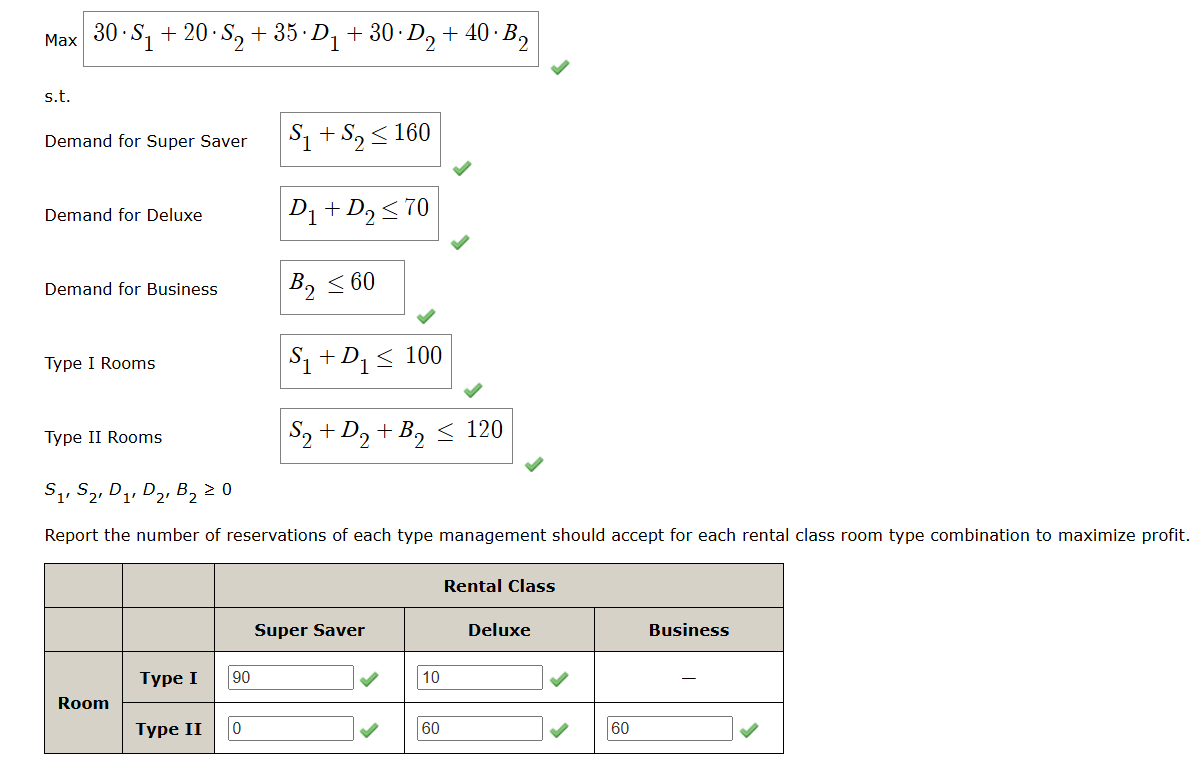 Max 30·S₁ + 20·S₂ + 35·D₁ + 30·D₂ + 40·B₂
s.t.
Demand for Super Saver S₁ + S₂ ≤ 160
Demand for Deluxe D₁ + D₂ ≤ 70
Demand for Business B₂ ≤ 60
Type I Rooms S₁ + D₁ ≤ 100
Type II Rooms S₂ + D₂ + B₂ ≤ 120
S₁, S₂, D₁, D₂, B₂ ≥ 0
Report the number of reservations of each type management should accept for each rental class room type combination to maximize profit.
Rental Class
Super Saver Deluxe Business
Room
Type I 90 10 —
Type II 0 60 60